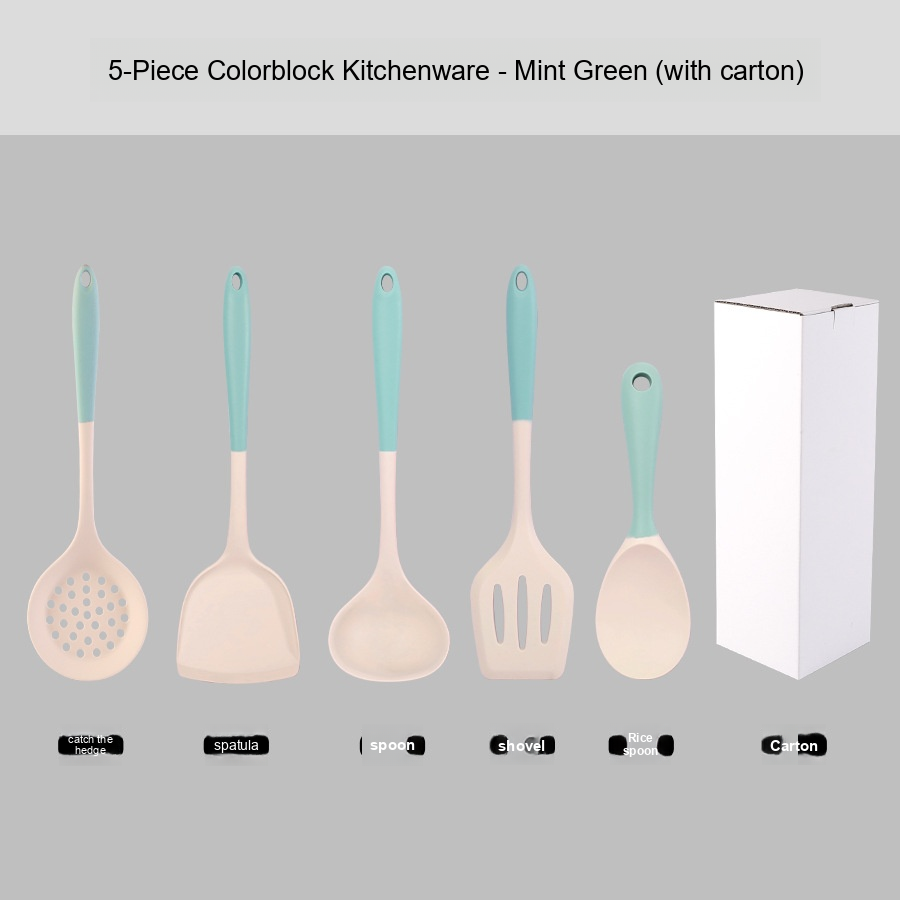 5-Piece Colorblock Kitchenware - Mint Green (with carton)
catch the
hedge
spatula
spoon
shovel
Rice
spoon
Carton